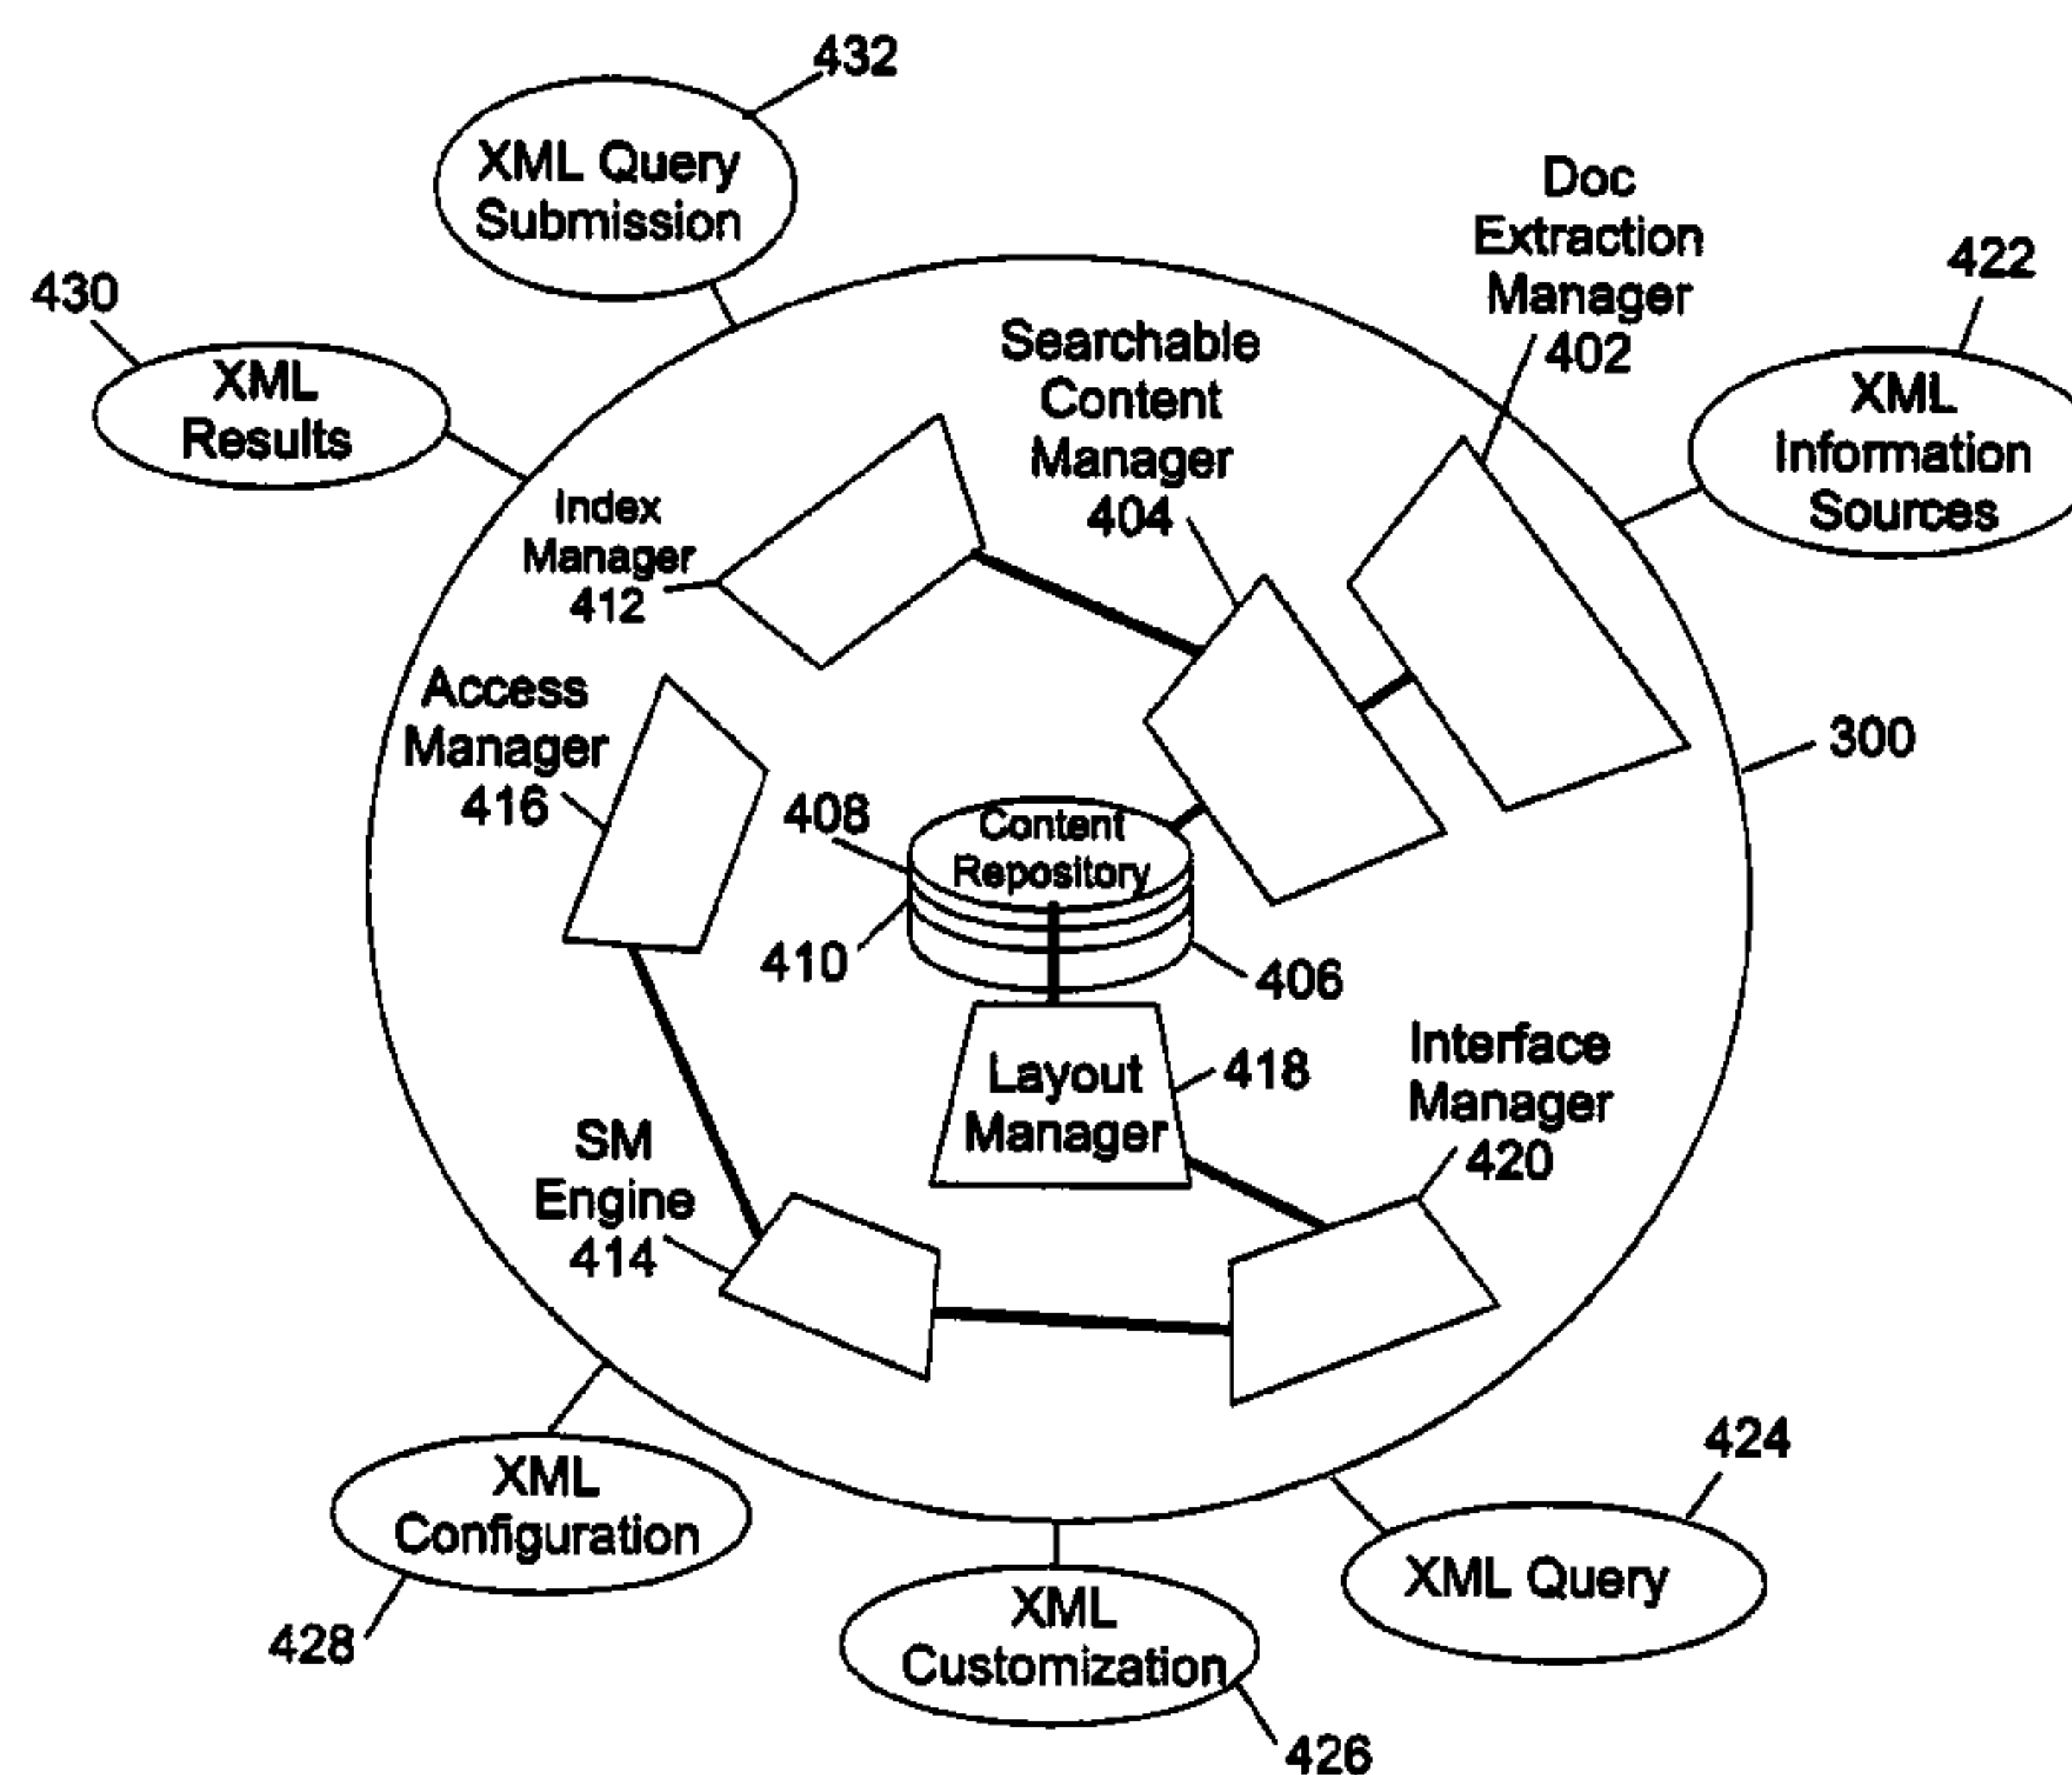 432
XML Query
Submission
430
XML
Results
Doc
Extraction
Manager
402
422
XML
Information
Sources
Searchable
Content
Manager
404
Index
Manager
412
Access
Manager
416
300
408
Content
Repository
410
406
Layout
Manager
418
Interface
Manager
420
SM
Engine
414
424
XML Query
XML
Configuration
428
XML
Customization
426